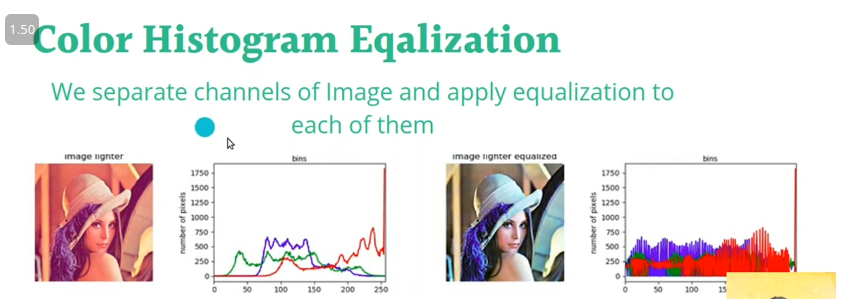 1.50
Color Histogram Eqalization
We separate channels of Image and apply equalization to
each of them
image lighter
bins
number of pixels
1750
1500
1250
1000
750
500
250
0
0 50 100 150 200 250
image lighter equalized
bins
number of pixels
1750
1500
1250
1000
750
500
250
0
0 50 100